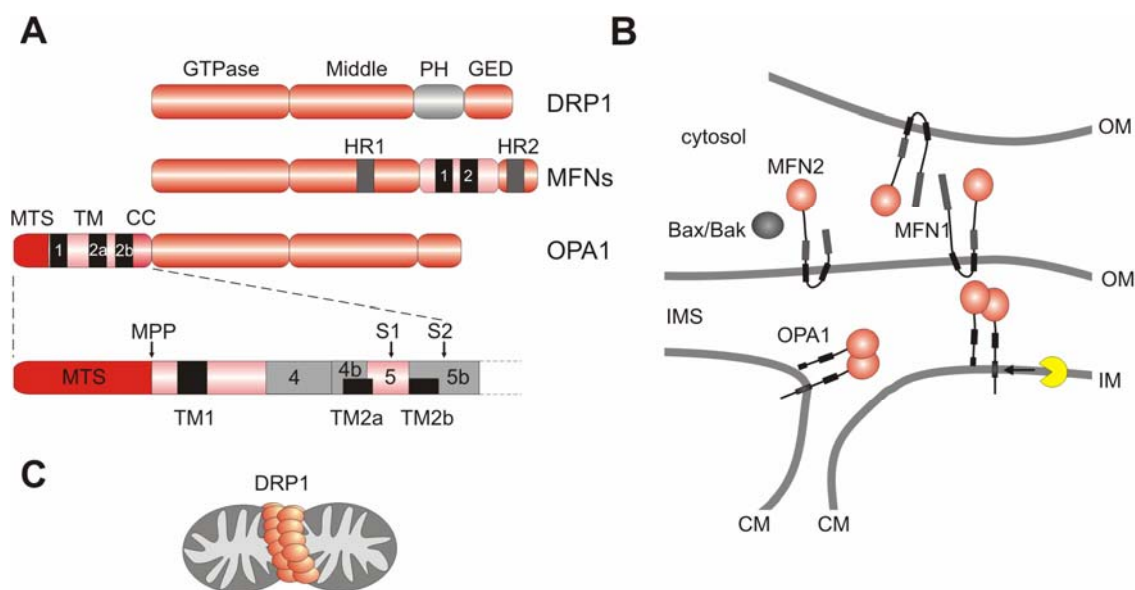 A
GTPase Middle PH GED
DRP1
HR1 HR2
1 2
MFNs
MTS TM CC
1 2a 2b
OPA1
MPP S1 S2
MTS 4 4b 5 5b
TM1 TM2a TM2b
B
OM
cytosol
MFN2
Bax/Bak
MFN1
OM
IMS
OPA1
IM
CM CM
C
DRP1